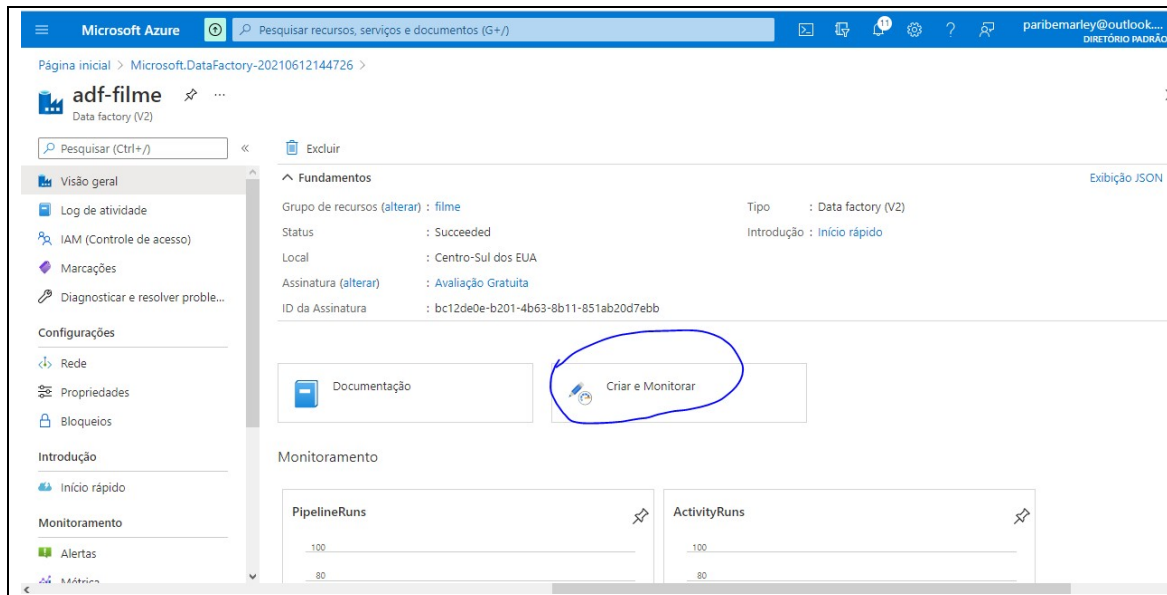 Microsoft Azure
Pesquisar recursos, serviços e documentos (G+/)
11
paribemarley@outlook....
DIRETÓRIO PADRÃO
Página inicial > Microsoft.DataFactory-20210612144726 >
adf-filme ...
Data factory (V2)
Pesquisar (Ctrl+/)
«
Excluir
Visão geral
Log de atividade
IAM (Controle de acesso)
Marcações
Diagnosticar e resolver proble...
Configurações
Rede
Propriedades
Bloqueios
Introdução
Início rápido
Monitoramento
Alertas
Métrica
Fundamentos
Exibição JSON
Grupo de recursos (alterar) : filme
Status : Succeeded
Local : Centro-Sul dos EUA
Assinatura (alterar) : Avaliação Gratuita
ID da Assinatura : bc12de0e-b201-4b63-8b11-851ab20d7ebb
Tipo : Data factory (V2)
Introdução : Início rápido
Documentação
Criar e Monitorar
Monitoramento
PipelineRuns
100
80
ActivityRuns
100
80